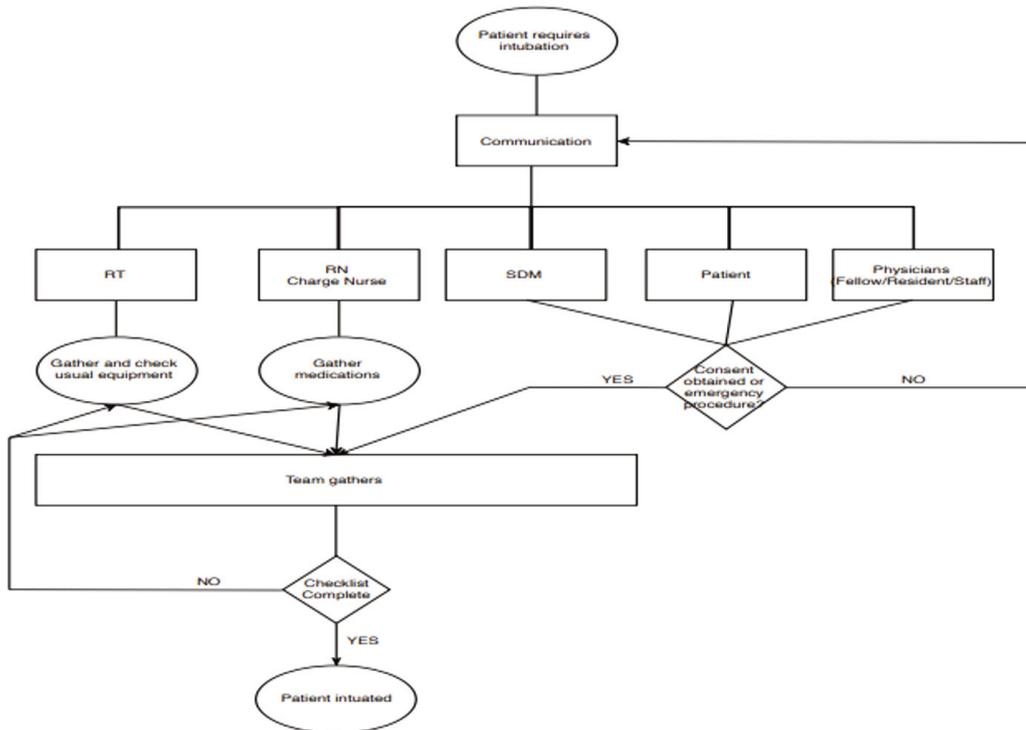 Patient requires
intubation
Communication
RT
RN
Charge Nurse
SDM
Patient
Physicians
(Fellow/Resident/Staff)
Gather and check
usual equipment
Gather
medications
Consent
obtained or
emergency
procedure?
YES
NO
Team gathers
NO
Checklist
Complete
YES
Patient intuated